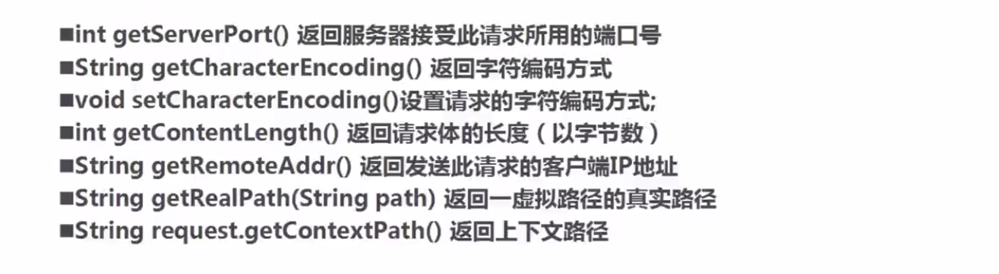 ■int getServerPort() 返回服务器接受此请求所用的端口号
■String getCharacterEncoding() 返回字符编码方式
■void setCharacterEncoding()设置请求的字符编码方式;
■int getContentLength() 返回请求体的长度（以字节数）
■String getRemoteAddr() 返回发送此请求的客户端IP地址
■String getRealPath(String path) 返回一虚拟路径的真实路径
■String request.getContextPath() 返回上下文路径